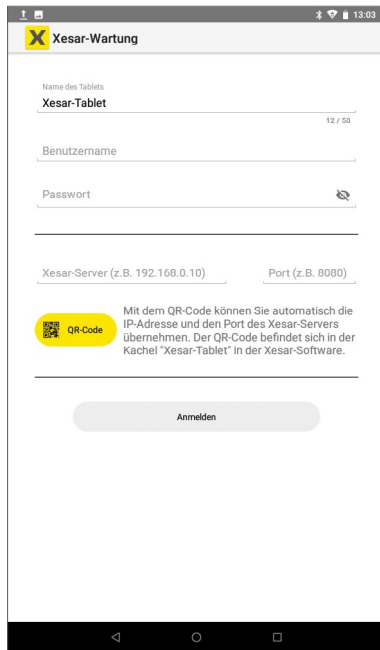 13:03
X Xesar-Wartung
Name des Tablets
Xesar-Tablet
12 / 50
Benutzername
Passwort
Xesar-Server (z.B. 192.168.0.10) Port (z.B. 8080)
QR-Code
Mit dem QR-Code können Sie automatisch die
IP-Adresse und den Port des Xesar-Servers
übernehmen. Der QR-Code befindet sich in der
Kachel "Xesar-Tablet" in der Xesar-Software.
Anmelden